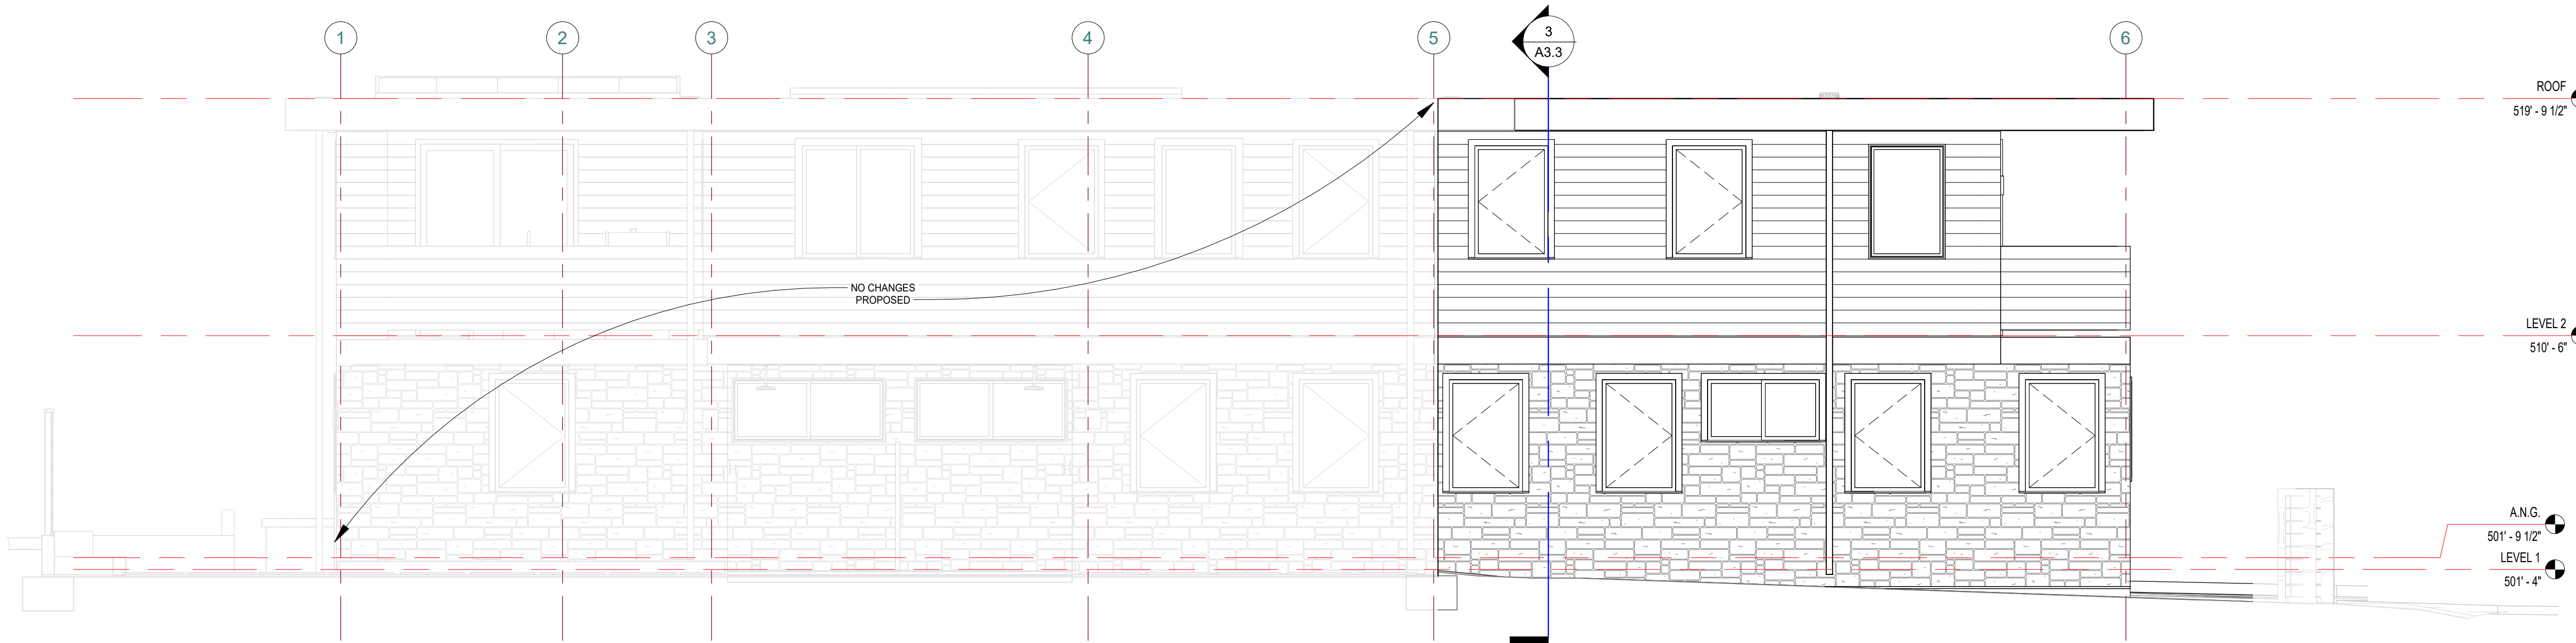 1
2
3
4
5
3
A3.3
6
ROOF
519' - 9 1/2"
NO CHANGES
PROPOSED
LEVEL 2
510' - 6"
A.N.G.
501' - 9 1/2"
LEVEL 1
501' - 4"